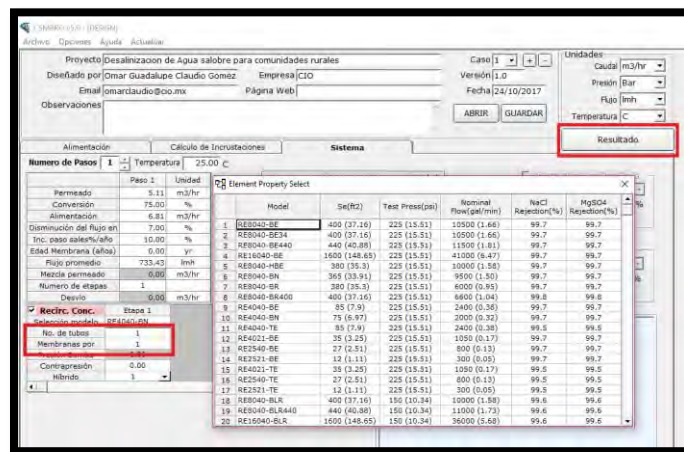 CSMPRO v5.0 - [DESIGN]
Archivo Opciones Ayuda Actualizar
Proyecto Desalinizacion de Agua salobre para comunidades rurales
Caso 1 + -
Unidades
Caudal m3/hr
Diseñado por Omar Guadalupe Claudio Gomez
Empresa CIO
Versión 1.0
Presión Bar
Email omarclaudio@cio.mx
Página Web
Fecha 24/10/2017
Flujo lmh
Observaciones
ABRIR GUARDAR
Temperatura C
Resultado
Alimentación
Cálculo de Incrustaciones
Sistema
Numero de Pasos 1 Temperatura 25.00 C
Paso 1 Unidad
Permeado 5.11 m3/hr
Conversión 75.00 %
Alimentación 6.81 m3/hr
Disminución del flujo en 7.00 %
Inc. paso sales%/año 10.00 %
Edad Membrana (años) 0.00 yr
Flujo promedio 733.43 lmh
Mezcla permeado 0.00 m3/hr
Numero de etapas 1
Desvío 0.00 m3/hr
Recirc. Conc. Etapa 1
Selección modelo RE4040-BN
No. de tubos 1
Membranas por 1
Contrapresión 0.00
Híbrido 1
Element Property Select
Model Se(ft2) Test Press(psi) Nominal Flow(gal/min) NaCl Rejection(%) MgSO4 Rejection(%)
1 RE8040-BE 400 (37.16) 225 (15.51) 10500 (1.66) 99.7 99.7
2 RE8040-BE34 400 (37.16) 225 (15.51) 10500 (1.66) 99.7 99.7
3 RE8040-BE440 440 (40.88) 225 (15.51) 11500 (1.81) 99.7 99.7
4 RE16040-BE 1600 (148.65) 225 (15.51) 41000 (6.47) 99.7 99.7
5 RE8040-HBE 380 (35.3) 225 (15.51) 10000 (1.58) 99.7 99.7
6 RE8040-BN 365 (33.91) 225 (15.51) 9500 (1.50) 99.7 99.7
7 RE8040-BR 380 (35.3) 225 (15.51) 6000 (0.95) 99.7 99.7
8 RE8040-BR400 400 (37.16) 225 (15.51) 6600 (1.04) 99.8 99.8
9 RE4040-BE 85 (7.9) 225 (15.51) 2400 (0.38) 99.7 99.7
10 RE4040-BN 75 (6.97) 225 (15.51) 2000 (0.32) 99.7 99.7
11 RE4040-TE 85 (7.9) 225 (15.51) 2400 (0.38) 99.5 99.5
12 RE4021-BE 35 (3.25) 225 (15.51) 1050 (0.17) 99.7 99.7
13 RE2540-BE 27 (2.51) 225 (15.51) 800 (0.13) 99.7 99.7
14 RE2521-BE 12 (1.11) 225 (15.51) 300 (0.05) 99.7 99.7
15 RE4021-TE 35 (3.25) 225 (15.51) 1050 (0.17) 99.5 99.5
16 RE2540-TE 27 (2.51) 225 (15.51) 800 (0.13) 99.5 99.5
17 RE2521-TE 12 (1.11) 225 (15.51) 300 (0.05) 99.5 99.5
18 RE8040-BLR 400 (37.16) 150 (10.34) 10000 (1.58) 99.6 99.6
19 RE8040-BLR440 440 (40.88) 150 (10.34) 11000 (1.73) 99.6 99.6
20 RE16040-BLR 1600 (148.65) 150 (10.34) 36000 (5.68) 99.6 99.6